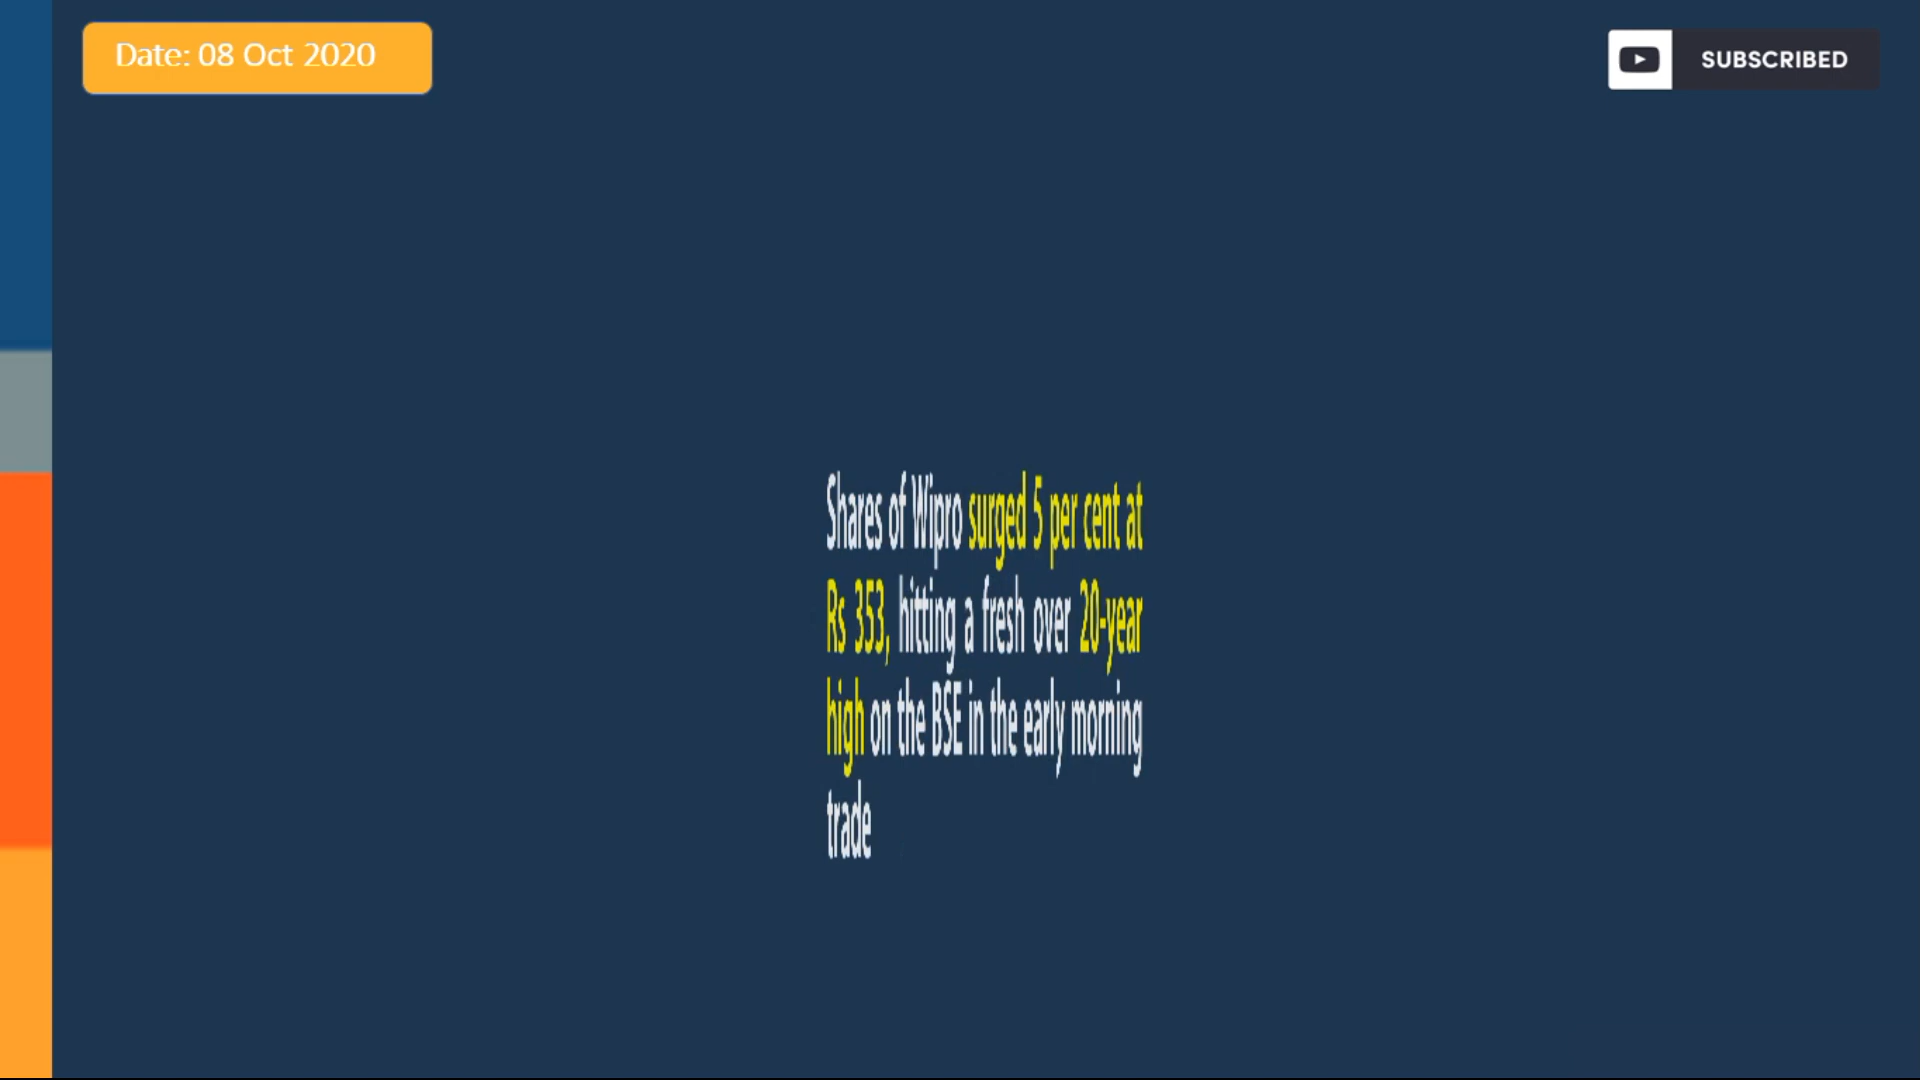 Date: 08 Oct 2020
SUBSCRIBED
Shares of Wipro surged 5 per cent at
Rs 353, hitting a fresh over 20-year
high on the BSE in the early morning
trade